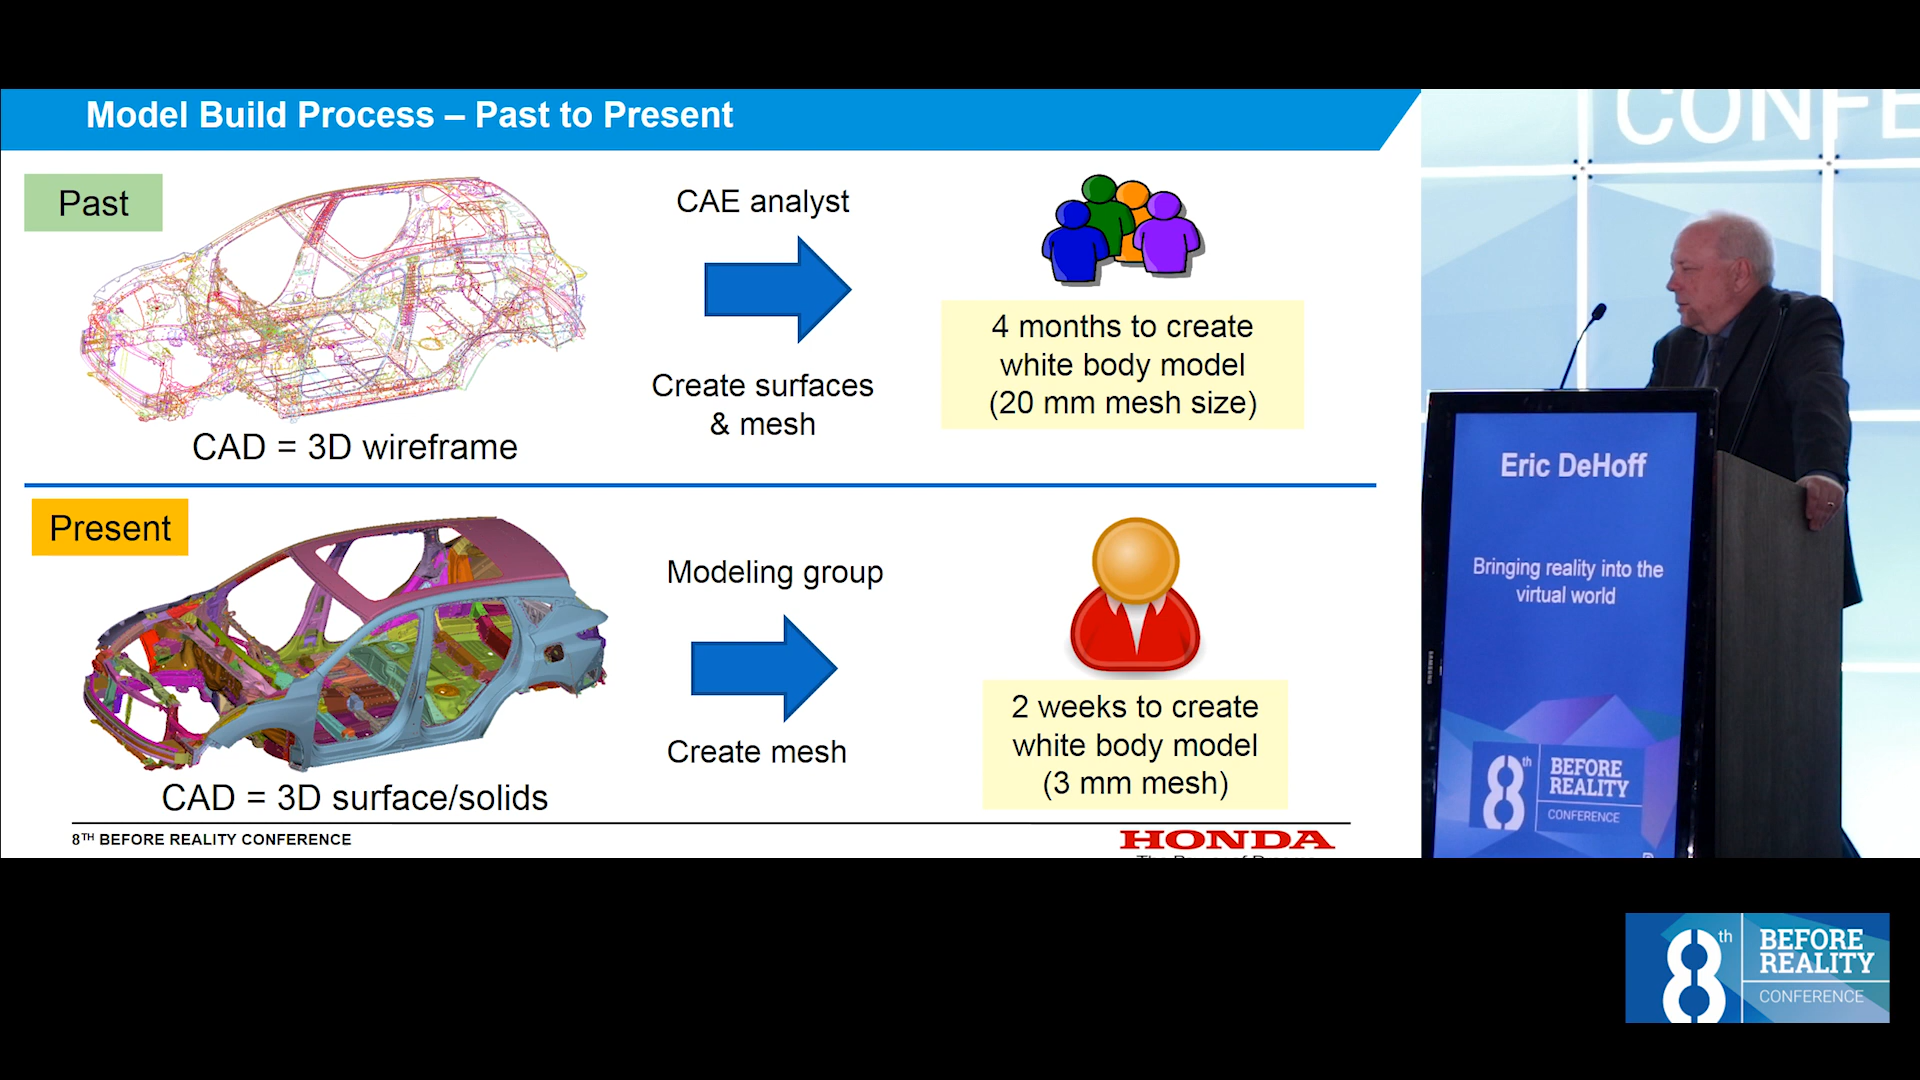 Model Build Process – Past to Present
Past
CAE analyst
Create surfaces
& mesh
4 months to create
white body model
(20 mm mesh size)
CAD = 3D wireframe
Present
Modeling group
Create mesh
2 weeks to create
white body model
(3 mm mesh)
CAD = 3D surface/solids
8TH BEFORE REALITY CONFERENCE
HONDA
CONFE
Eric DeHoff
Bringing reality into the
virtual world
8th
BEFORE
REALITY
CONFERENCE
SAMSUNG
8th
BEFORE
REALITY
CONFERENCE